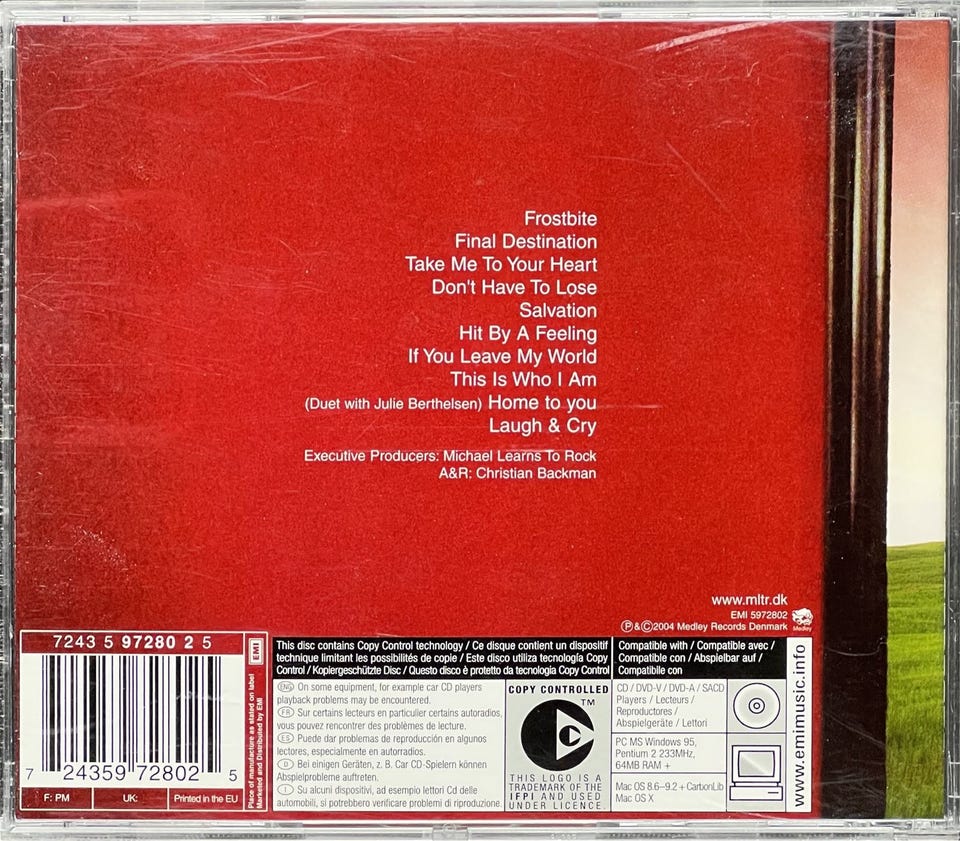 Frostbite
Final Destination
Take Me To Your Heart
Don't Have To Lose
Salvation
Hit By A Feeling
If You Leave My World
This Is Who I Am
(Duet with Julie Berthelsen) Home to you
Laugh & Cry
Executive Producers: Michael Learns To Rock
A&R: Christian Backman
www.mltr.dk
EMI 5972802
Medley
Ⓟ&Ⓒ2004 Medley Records Denmark
7243 5 97280 2 5
7 24359 72802 5
F: PM
UK:
Printed in the EU
EMI
Place of manufacture as stated on label
Marketed and Distributed by EMI
This disc contains Copy Control technology / Ce disque contient un dispositif
technique limitant les possibilités de copie / Este disco utiliza tecnología Copy
Control / Kopiergeschützte Disc / Questo disco è protetto da tecnologia Copy Control
ENG On some equipment, for example car CD players
playback problems may be encountered.
FR Sur certains lecteurs en particulier certains autoradios,
vous pouvez rencontrer des problèmes de lecture.
ES Puede dar problemas de reproducción en algunos
lectores, especialmente en autorradios.
D Bei einigen Geräten, z. B. Car CD-Spielern können
Abspielprobleme auftreten.
I Su alcuni dispositivi, ad esempio lettori Cd delle
automobili, si potrebbero verificare problemi di riproduzione.
COPY CONTROLLED
TM
C
THIS LOGO IS A
TRADEMARK OF THE
IFPI AND USED
UNDER LICENCE.
Compatible with / Compatible avec /
Compatible con / Abspielbar auf /
Compatibile con
CD / DVD-V / DVD-A / SACD
Players / Lecteurs /
Reproductores /
Abspielgeräte / Lettori
PC MS Windows 95,
Pentium 2 233MHz,
64MB RAM +
Mac OS 8.6–9.2 + CarbonLib
Mac OS X
www.emimusic.info